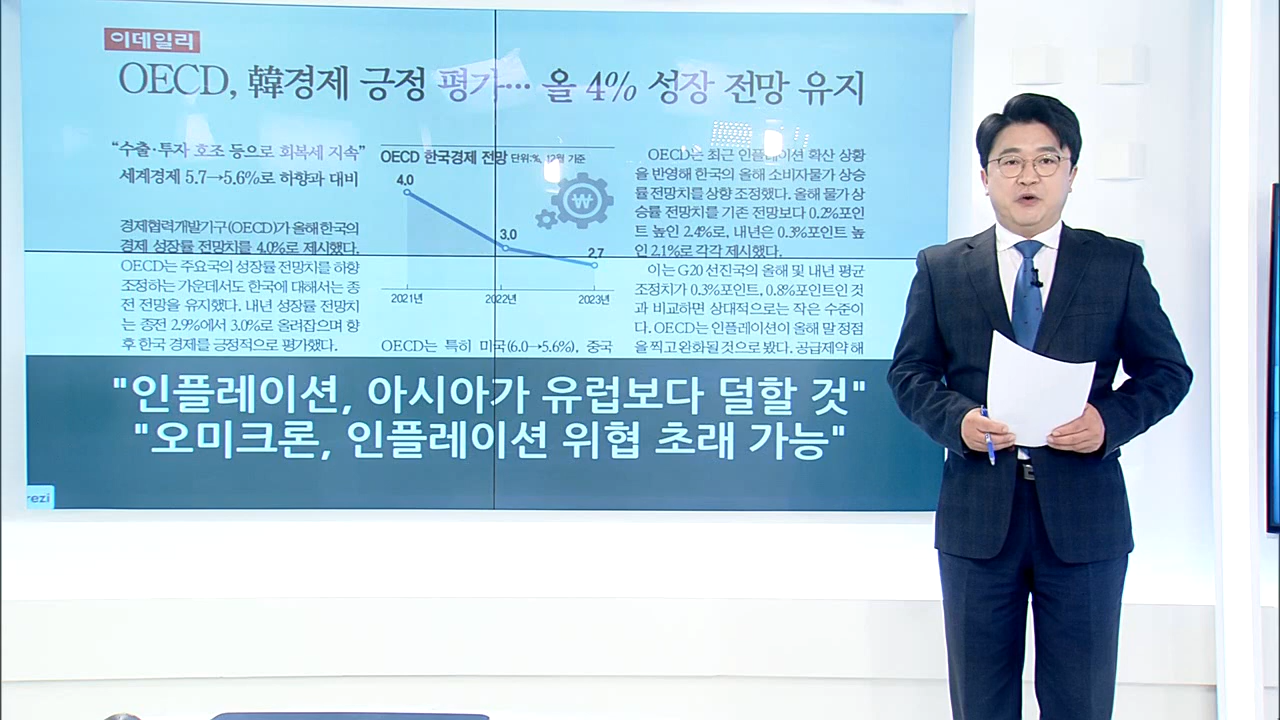 이데일리
OECD, 韓경제 긍정 평가… 올 4% 성장 전망 유지
“수출·투자 호조 등으로 회복세 지속”
세계경제 5.7→5.6%로 하향과 대비
경제협력개발기구(OECD)가 올해 한국의
경제 성장률 전망치를 4.0%로 제시했다.
OECD는 주요국의 성장률 전망치를 하향
조정하는 가운데서도 한국에 대해서는 종
전 전망을 유지했다. 내년 성장률 전망치
는 종전 2.9%에서 3.0%로 올려잡으며 향
후 한국 경제를 긍정적으로 평가했다.
OECD 한국경제 전망 단위:%, 12월 기준
4.0
3.0
2.7
2021년 2022년 2023년
OECD는 특히 미국(6.0→5.6%), 중국
OECD는 최근 인플레이션 확산 상황
을 반영해 한국의 올해 소비자물가 상승
률 전망치를 상향 조정했다. 올해 물가 상
승률 전망치를 기존 전망보다 0.2%포인
트 높인 2.4%로, 내년은 0.3%포인트 높
인 2.1%로 각각 제시했다.
이는 G20 선진국의 올해 및 내년 평균
조정치가 0.3%포인트, 0.8%포인트인 것
과 비교하면 상대적으로는 작은 수준이
다. OECD는 인플레이션이 올해 말 정점
을 찍고 완화될 것으로 봤다. 공급제약 해
"인플레이션, 아시아가 유럽보다 덜할 것"
"오미크론, 인플레이션 위협 초래 가능"
rezi